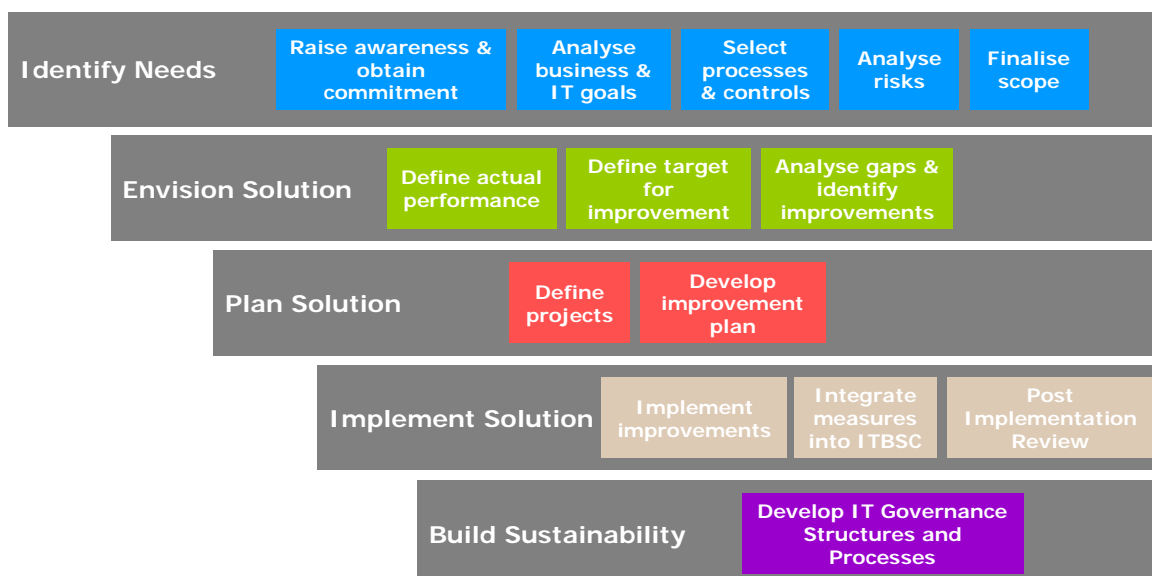 Identify Needs
Raise awareness &
obtain
commitment
Analyse
business &
IT goals
Select
processes
& controls
Analyse
risks
Finalise
scope
Envision Solution
Define actual
performance
Define target
for
improvement
Analyse gaps &
identify
improvements
Plan Solution
Define
projects
Develop
improvement
plan
Implement Solution
Implement
improvements
Integrate
measures
into ITBSC
Post
Implementation
Review
Build Sustainability
Develop IT Governance
Structures and
Processes